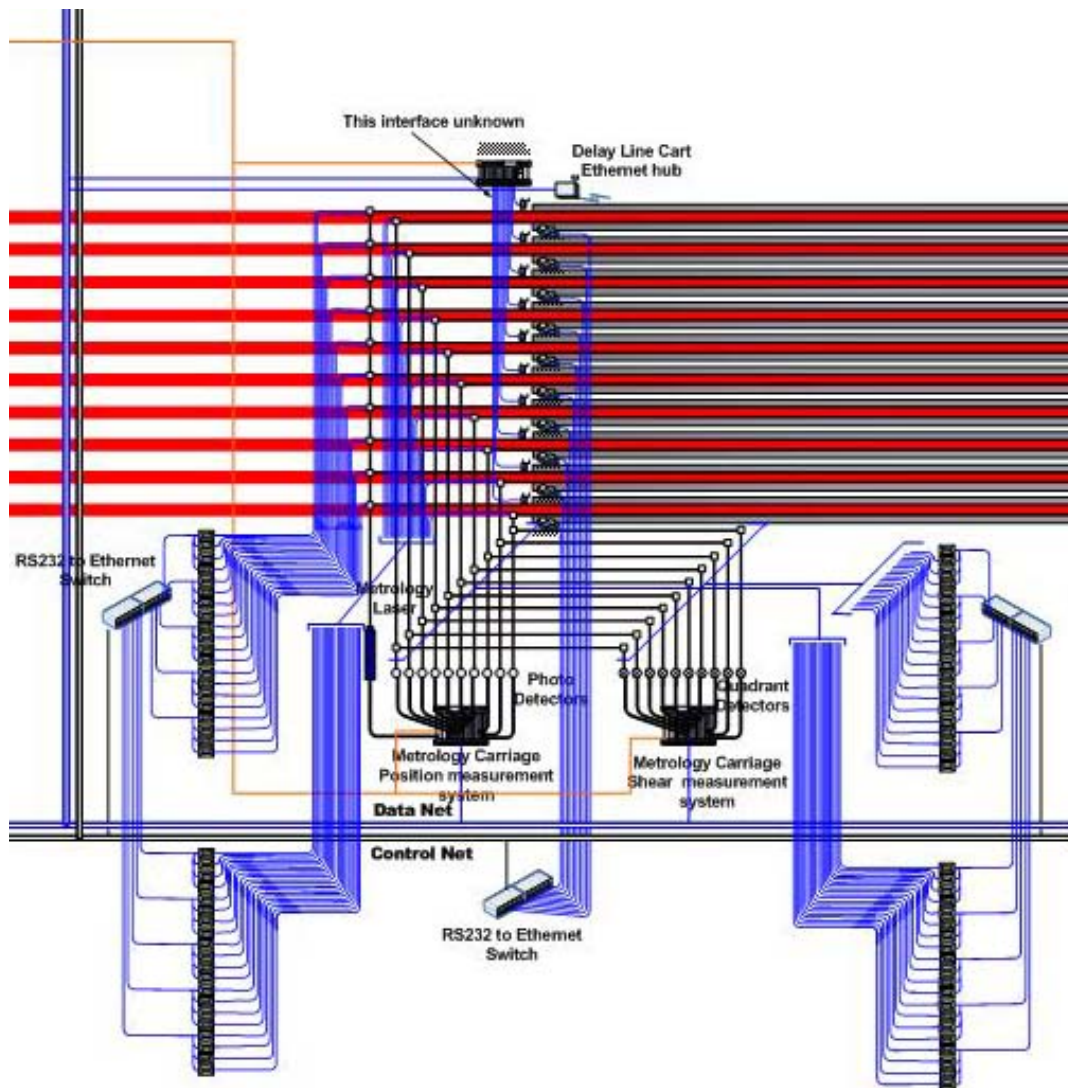 This interface unknown
Delay Line Cart
Ethernet hub
RS232 to Ethernet
Switch
Metrology
Laser
Photo
Detectors
Quadrant
Detectors
Metrology Carriage
Position measurement
system
Metrology Carriage
Shear measurement
system
Data Net
Control Net
RS232 to Ethernet
Switch